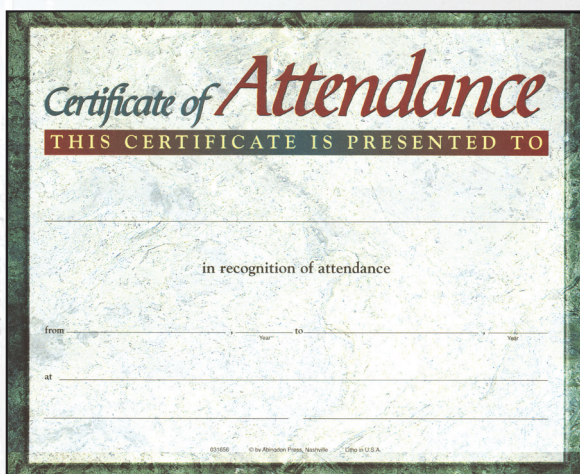 Certificate of Attendance
THIS CERTIFICATE IS PRESENTED TO
in recognition of attendance
from , to ,
Year Year
at
031656 © by Abingdon Press, Nashville Litho in U.S.A.